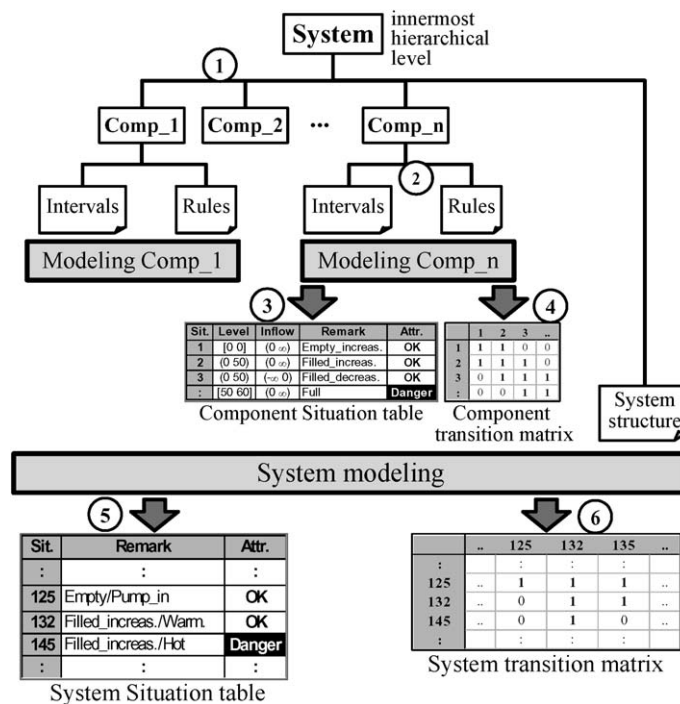 System
innermost
hierarchical
level
1
Comp_1
Comp_2
...
Comp_n
2
Intervals
Rules
Intervals
Rules
Modeling Comp_1
Modeling Comp_n
3
4
Sit. Level Inflow Remark Attr.
1 [0 0] (0 ∞) Empty_increas. OK
2 (0 50) (0 ∞) Filled_increas. OK
3 (0 50) (-∞ 0) Filled_decreas. OK
: [50 60] (0 ∞) Full Danger
Component Situation table
1 2 3 ..
1 1 1 0 0
2 1 1 1 0
3 0 1 1 1
: 0 0 1 1
Component
transition matrix
System
structure
System modeling
5
6
Sit. Remark Attr.
: : :
125 Empty/Pump_in OK
132 Filled_increas./Warm. OK
145 Filled_increas./Hot Danger
: : :
System Situation table
.. 125 132 135 ..
: : : :
125 .. 1 1 1 ..
132 .. 0 1 1 ..
145 .. 0 1 0 ..
: : : :
System transition matrix